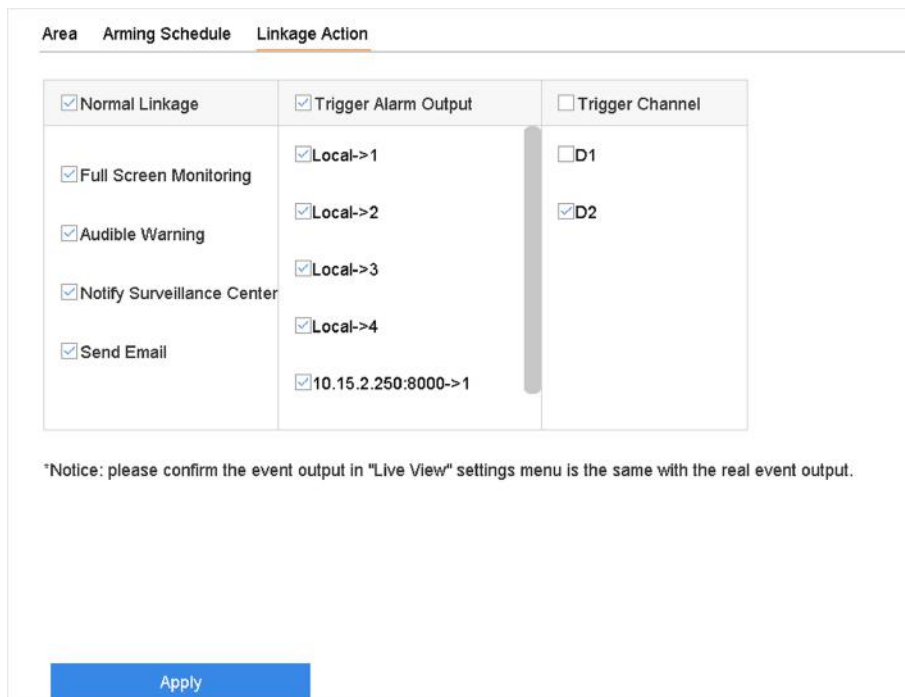 Area Arming Schedule Linkage Action
Normal Linkage Trigger Alarm Output Trigger Channel
Full Screen Monitoring
Audible Warning
Notify Surveillance Center
Send Email
Local->1
Local->2
Local->3
Local->4
10.15.2.250:8000->1
D1
D2
*Notice: please confirm the event output in "Live View" settings menu is the same with the real event output.
Apply